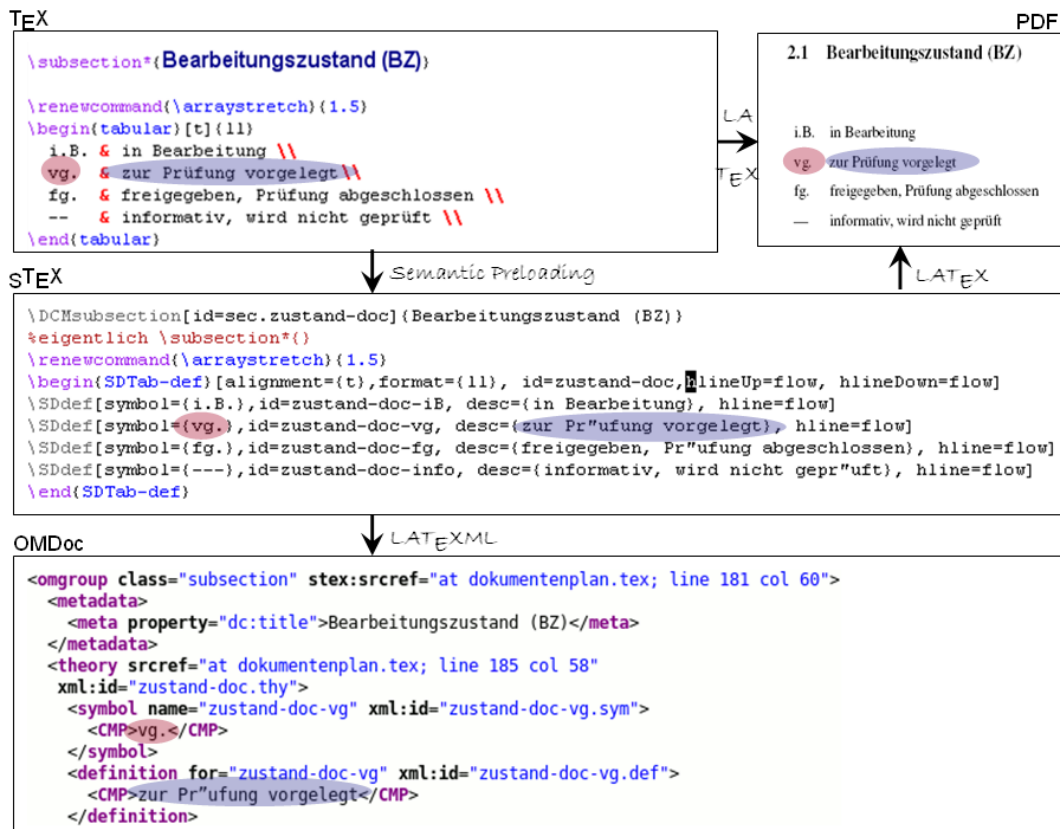 TEX
\subsection*{Bearbeitungszustand (BZ)}
\renewcommand{\arraystretch}{1.5}
\begin{tabular}[t]{ll}
i.B. & in Bearbeitung \\
vg. & zur Prüfung vorgelegt\\
fg. & freigegeben, Prüfung abgeschlossen \\
-- & informativ, wird nicht geprüft \\
\end{tabular}
LA
TEX
PDF
2.1 Bearbeitungszustand (BZ)
i.B. in Bearbeitung
vg. zur Prüfung vorgelegt
fg. freigegeben, Prüfung abgeschlossen
— informativ, wird nicht geprüft
Semantic Preloading
LATEX
STEX
\DCMsubsection[id=sec.zustand-doc]{Bearbeitungszustand (BZ)}
%eigentlich \subsection*{}
\renewcommand{\arraystretch}{1.5}
\begin{SDTab-def}[alignment={t},format={ll}, id=zustand-doc,hlineUp=flow, hlineDown=flow]
\SDdef[symbol={i.B.},id=zustand-doc-iB, desc={in Bearbeitung}, hline=flow]
\SDdef[symbol={vg.},id=zustand-doc-vg, desc={zur Pr"ufung vorgelegt}, hline=flow]
\SDdef[symbol={fg.},id=zustand-doc-fg, desc={freigegeben, Pr"ufung abgeschlossen}, hline=flow]
\SDdef[symbol={---},id=zustand-doc-info, desc={informativ, wird nicht gepr"uft}, hline=flow]
\end{SDTab-def}
LATEXML
OMDoc
<omgroup class="subsection" stex:srcref="at dokumentenplan.tex; line 181 col 60">
<metadata>
<meta property="dc:title">Bearbeitungszustand (BZ)</meta>
</metadata>
<theory srcref="at dokumentenplan.tex; line 185 col 58"
xml:id="zustand-doc.thy">
<symbol name="zustand-doc-vg" xml:id="zustand-doc-vg.sym">
<CMP>vg.</CMP>
</symbol>
<definition for="zustand-doc-vg" xml:id="zustand-doc-vg.def">
<CMP>zur Pr"ufung vorgelegt</CMP>
</definition>